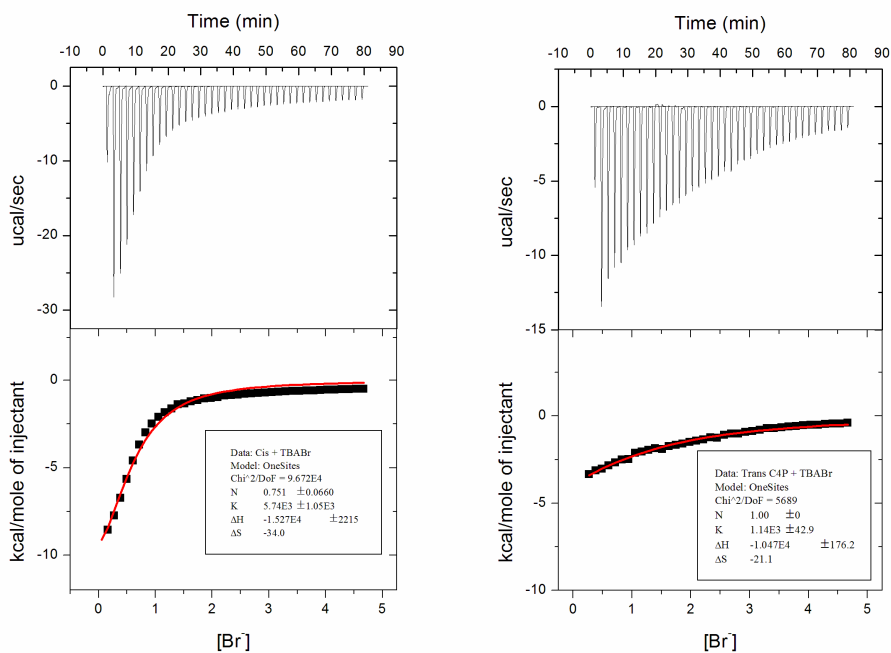 Time (min)
-10 0 10 20 30 40 50 60 70 80 90
0
-10
-20
-30
ucal/sec
0
-5
-10
kcal/mole of injectant
Data: Cis + TBABr
Model: OneSites
Chi^2/DoF = 9.672E4
N 0.751 ±0.0660
K 5.74E3 ±1.05E3
ΔH -1.527E4 ±2215
ΔS -34.0
0 1 2 3 4 5
[Br⁻]
Time (min)
-10 0 10 20 30 40 50 60 70 80 90
0
-5
-10
-15
ucal/sec
0
-5
-10
kcal/mole of injectant
Data: Trans C4P + TBABr
Model: OneSites
Chi^2/DoF = 5689
N 1.00 ±0
K 1.14E3 ±42.9
ΔH -1.047E4 ±176.2
ΔS -21.1
0 1 2 3 4 5
[Br⁻]